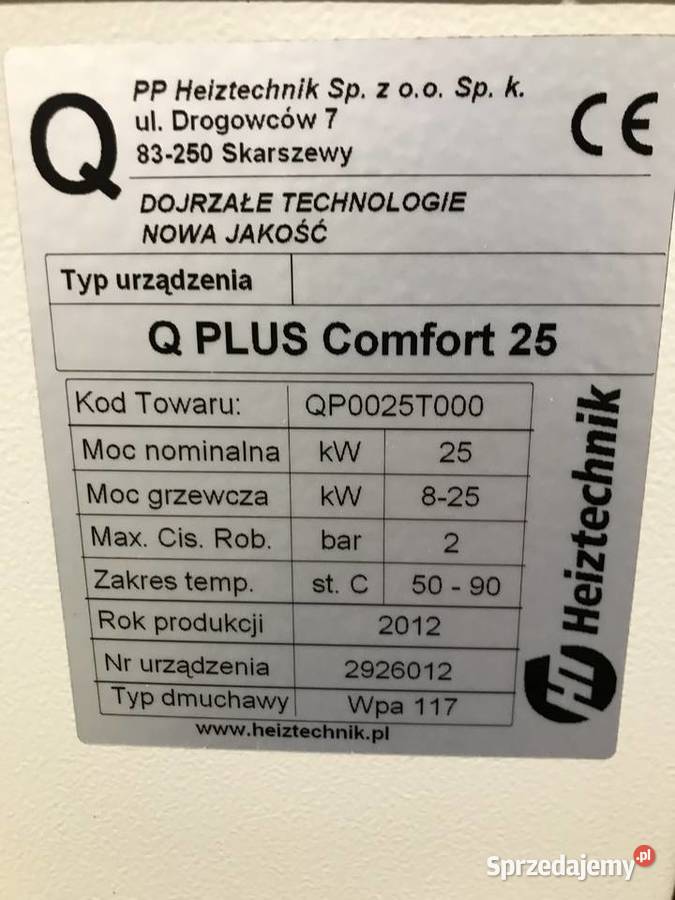 Q
PP Heiztechnik Sp. z o.o. Sp. k.
ul. Drogowców 7
83-250 Skarszewy
CE
DOJRZAŁE TECHNOLOGIE
NOWA JAKOŚĆ
Typ urządzenia
Q PLUS Comfort 25
Kod Towaru: QP0025T000
Moc nominalna kW 25
Moc grzewcza kW 8-25
Max. Cis. Rob. bar 2
Zakres temp. st. C 50 - 90
Rok produkcji 2012
Nr urządzenia 2926012
Typ dmuchawy Wpa 117
www.heiztechnik.pl
Heiztechnik
Sprzedajemy.pl